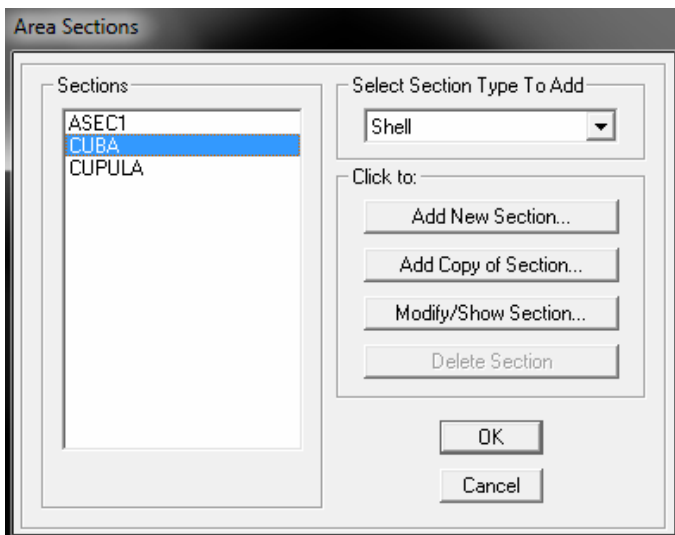 Area Sections
Sections
ASEC1
CUBA
CUPULA
Select Section Type To Add
Shell
Click to:
Add New Section...
Add Copy of Section...
Modify/Show Section...
Delete Section
OK
Cancel